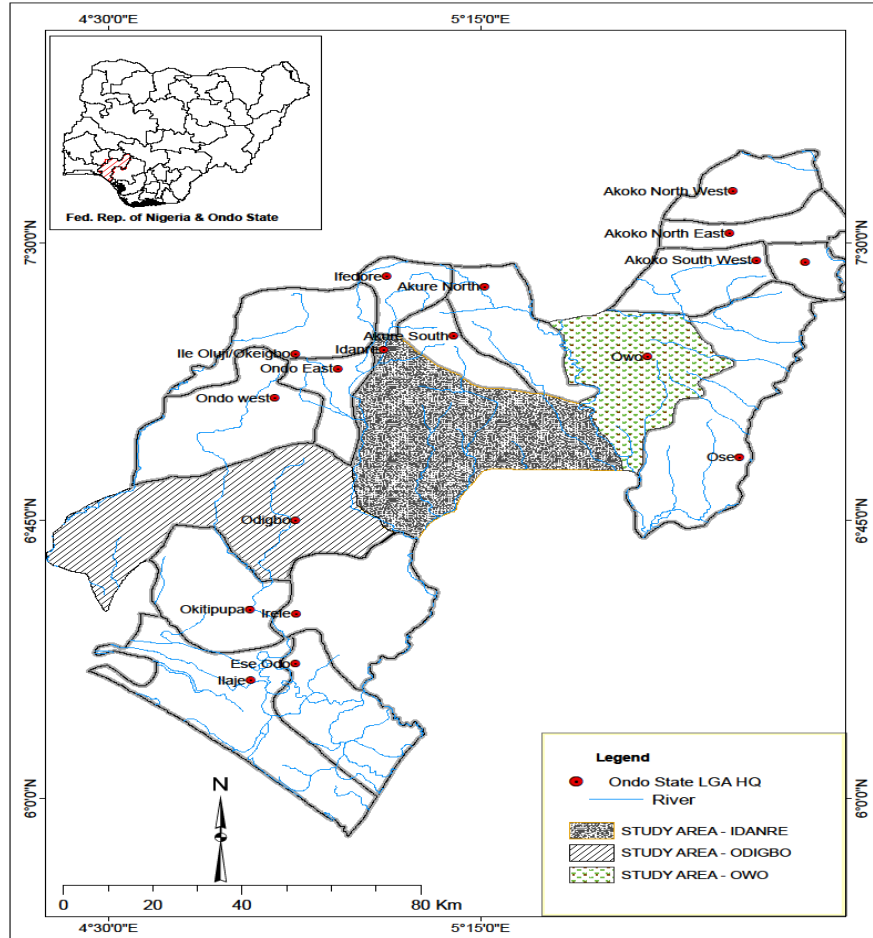 4°30'0"E
5°15'0"E
Fed. Rep. of Nigeria & Ondo State
Akoko North West
Akoko North East
7°30'0"N
7°30'0"N
Akoko South West
Ifedore
Akure North
Akure South
Idanre
Ile Oluji/Okeigbo
Ondo East
Owo
Ondo west
Ose
6°45'0"N
6°45'0"N
Odigbo
Okitipupa
Irele
Ese Odo
Ilaje
Legend
Ondo State LGA HQ
River
N
6°0'0"N
6°0'0"N
STUDY AREA - IDANRE
STUDY AREA - ODIGBO
STUDY AREA - OWO
0 20 40 80 Km
4°30'0"E
5°15'0"E